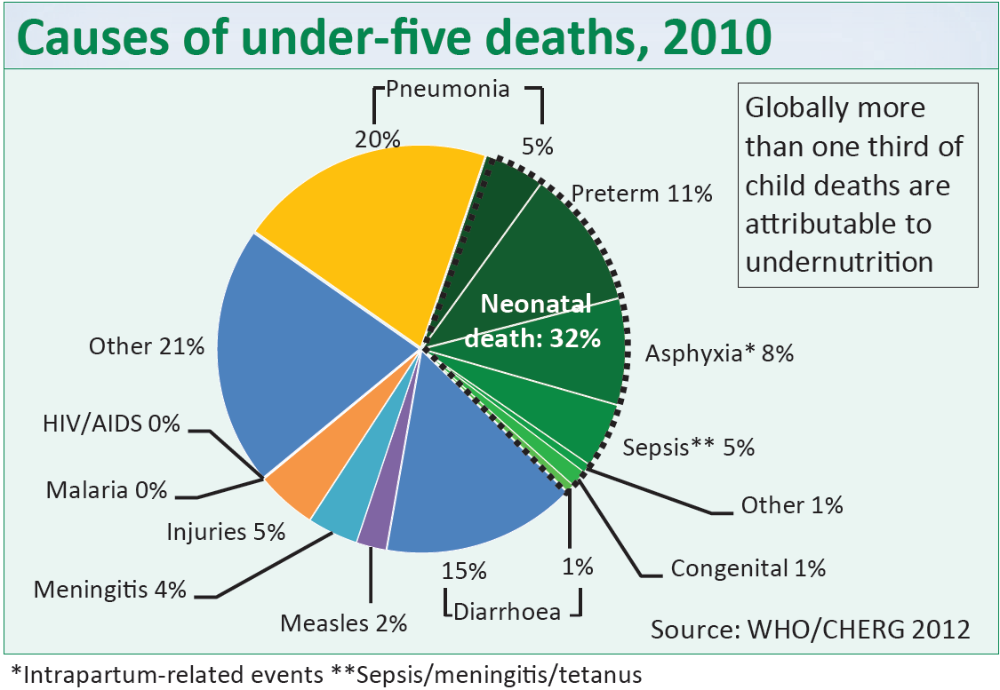 Causes of under-five deaths, 2010
Pneumonia
20%
5%
Globally more
than one third of
child deaths are
attributable to
undernutrition
Preterm 11%
Neonatal
death: 32%
Asphyxia* 8%
Sepsis** 5%
Other 1%
Congenital 1%
1%
15%
Diarrhoea
Measles 2%
Meningitis 4%
Injuries 5%
Malaria 0%
HIV/AIDS 0%
Other 21%
Source: WHO/CHERG 2012
*Intrapartum-related events **Sepsis/meningitis/tetanus